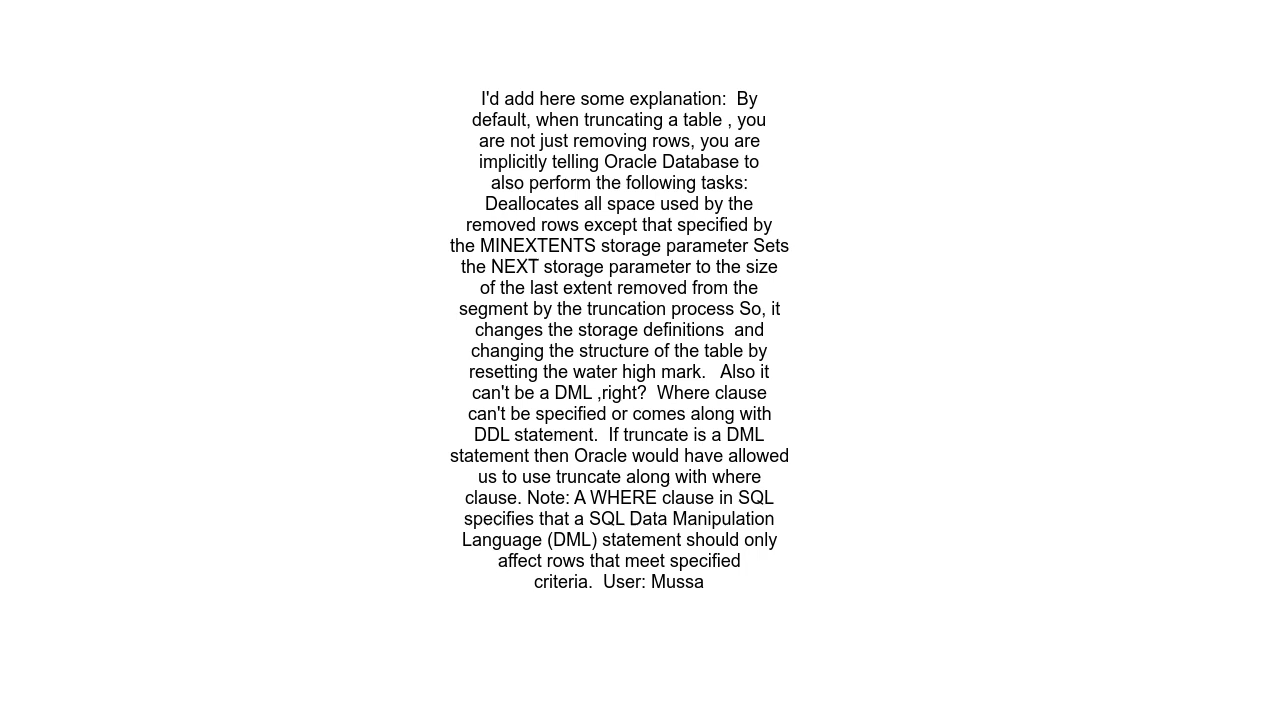 I'd add here some explanation:  By
default, when truncating a table , you
are not just removing rows, you are
implicitly telling Oracle Database to
also perform the following tasks:
Deallocates all space used by the
removed rows except that specified by
the MINEXTENTS storage parameter Sets
the NEXT storage parameter to the size
of the last extent removed from the
segment by the truncation process So, it
changes the storage definitions  and
changing the structure of the table by
resetting the water high mark.   Also it
can't be a DML ,right?  Where clause
can't be specified or comes along with
DDL statement.  If truncate is a DML
statement then Oracle would have allowed
us to use truncate along with where
clause. Note: A WHERE clause in SQL
specifies that a SQL Data Manipulation
Language (DML) statement should only
affect rows that meet specified
criteria.  User: Mussa